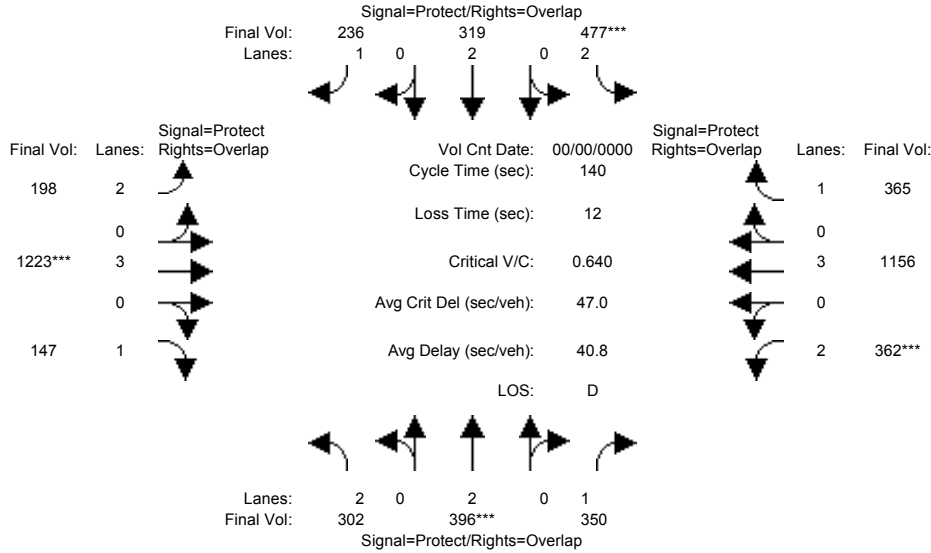 Signal=Protect/Rights=Overlap
Final Vol: 236 319 477***
Lanes: 1 0 2 0 2
Signal=Protect
Final Vol: Lanes: Rights=Overlap
Vol Cnt Date: 00/00/0000
Signal=Protect
Rights=Overlap Lanes: Final Vol:
Cycle Time (sec): 140
198 2
1 365
Loss Time (sec): 12
0
0
1223*** 3
Critical V/C: 0.640
3 1156
0
Avg Crit Del (sec/veh): 47.0
0
147 1
Avg Delay (sec/veh): 40.8
2 362***
LOS: D
Lanes: 2 0 2 0 1
Final Vol: 302 396*** 350
Signal=Protect/Rights=Overlap